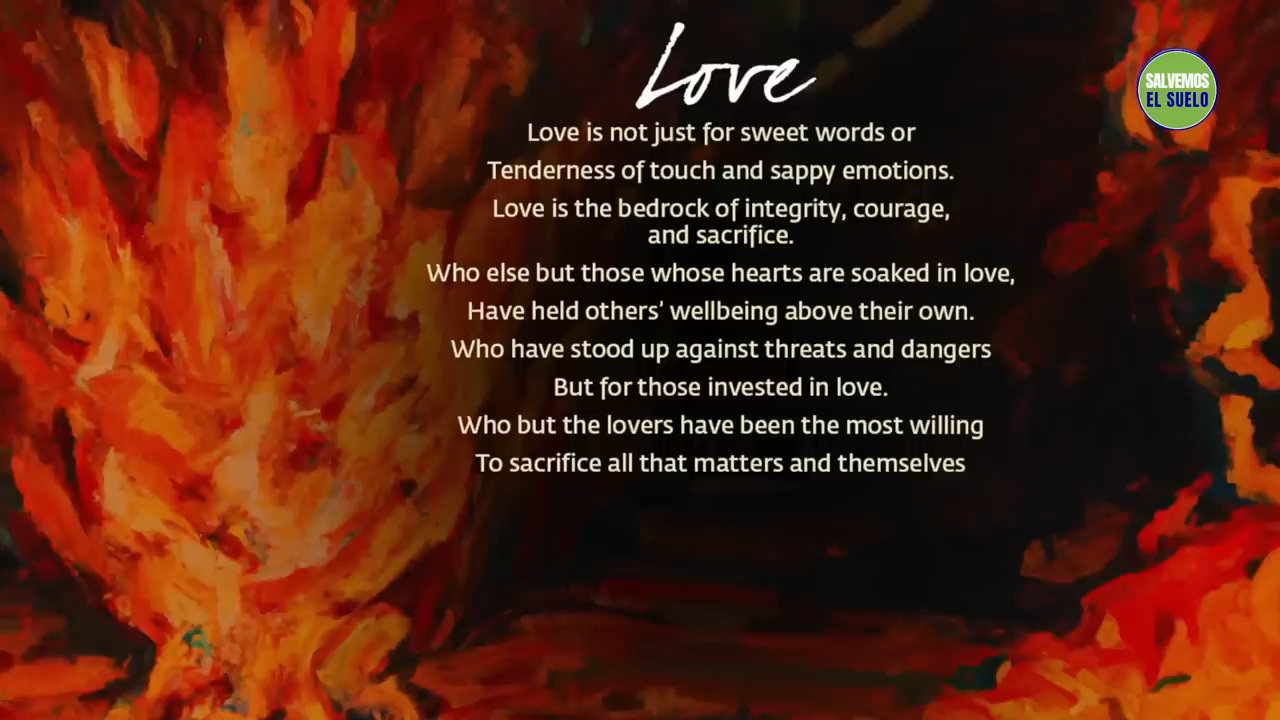 Love
Love is not just for sweet words or
Tenderness of touch and sappy emotions.
Love is the bedrock of integrity, courage,
and sacrifice.
Who else but those whose hearts are soaked in love,
Have held others’ wellbeing above their own.
Who have stood up against threats and dangers
But for those invested in love.
Who but the lovers have been the most willing
To sacrifice all that matters and themselves
SALVEMOS
EL SUELO